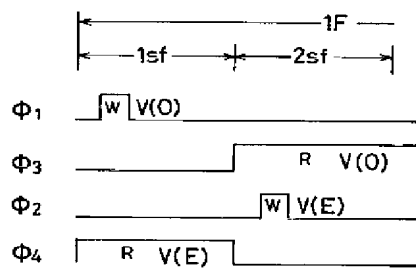 1F
1sf 2sf
Φ1 W V(O)
Φ3 R V(O)
Φ2 W V(E)
Φ4 R V(E)